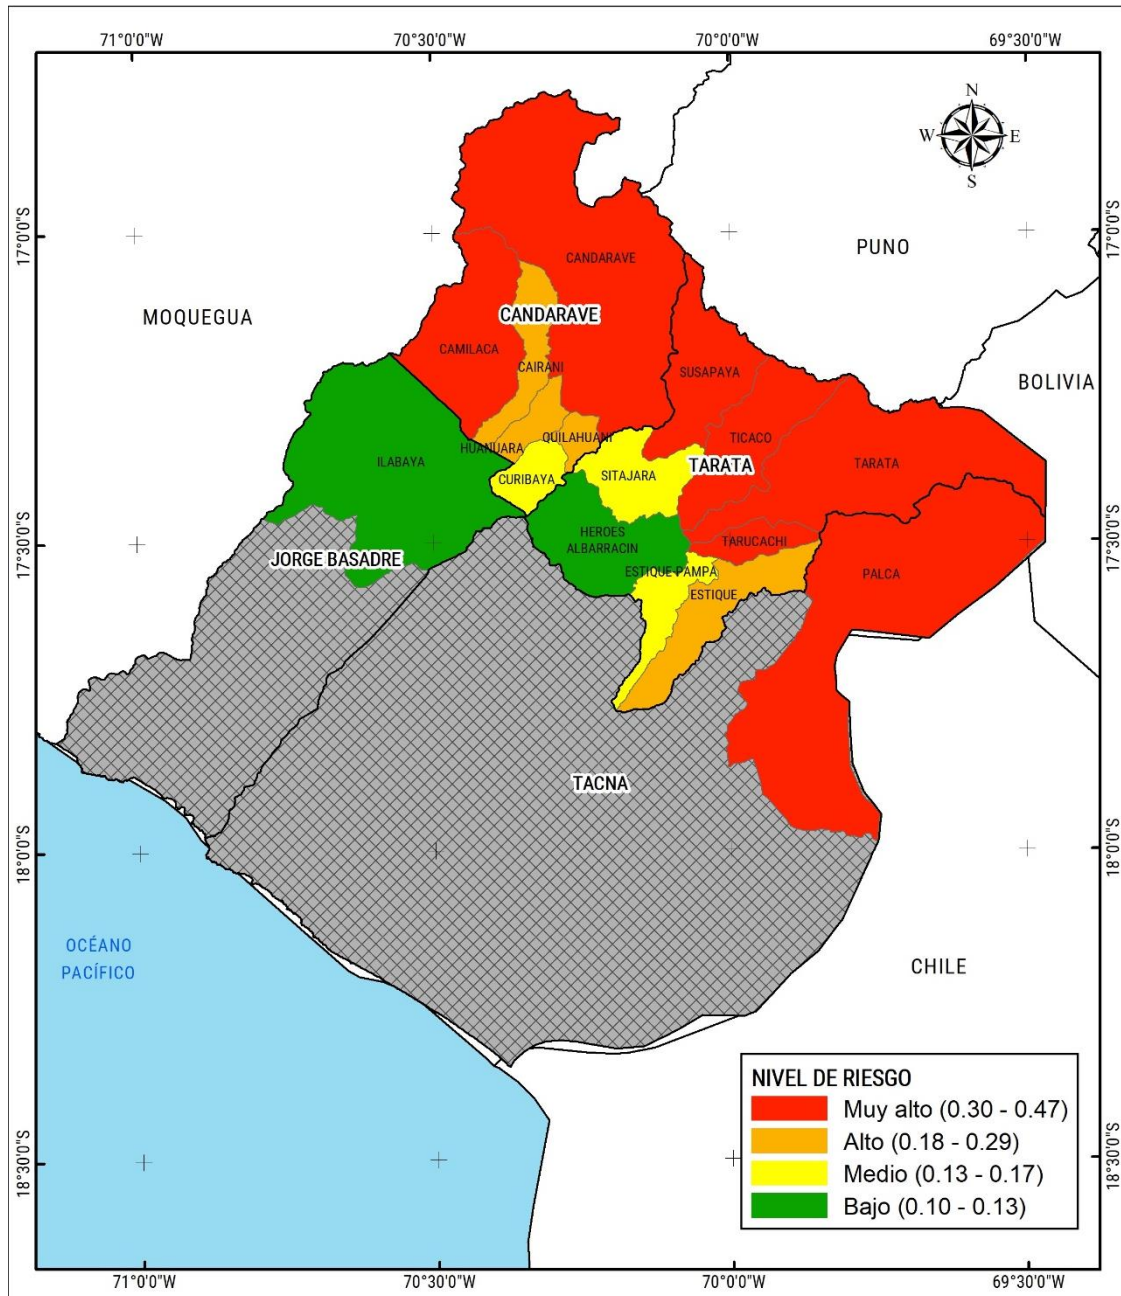 71°0'0"W
70°30'0"W
70°0'0"W
69°30'0"W
N
W
E
S
17°0'0"S
17°0'0"S
PUNO
CANDARAVE
MOQUEGUA
CANDARAVE
CAMILACA
CAIRANI
SUSAPAYA
BOLIVIA
HUANUARA
QUILAHUANI
TICACO
ILABAYA
CURIBAYA
SITAJARA
TARATA
TARATA
17°30'0"S
17°30'0"S
HEROES
ALBARRACIN
TARUCACHI
JORGE BASADRE
ESTIQUE-PAMPA
PALCA
ESTIQUE
TACNA
18°0'0"S
18°0'0"S
OCÉANO
PACÍFICO
CHILE
NIVEL DE RIESGO
Muy alto (0.30 - 0.47)
Alto (0.18 - 0.29)
Medio (0.13 - 0.17)
Bajo (0.10 - 0.13)
18°30'0"S
18°30'0"S
71°0'0"W
70°30'0"W
70°0'0"W
69°30'0"W